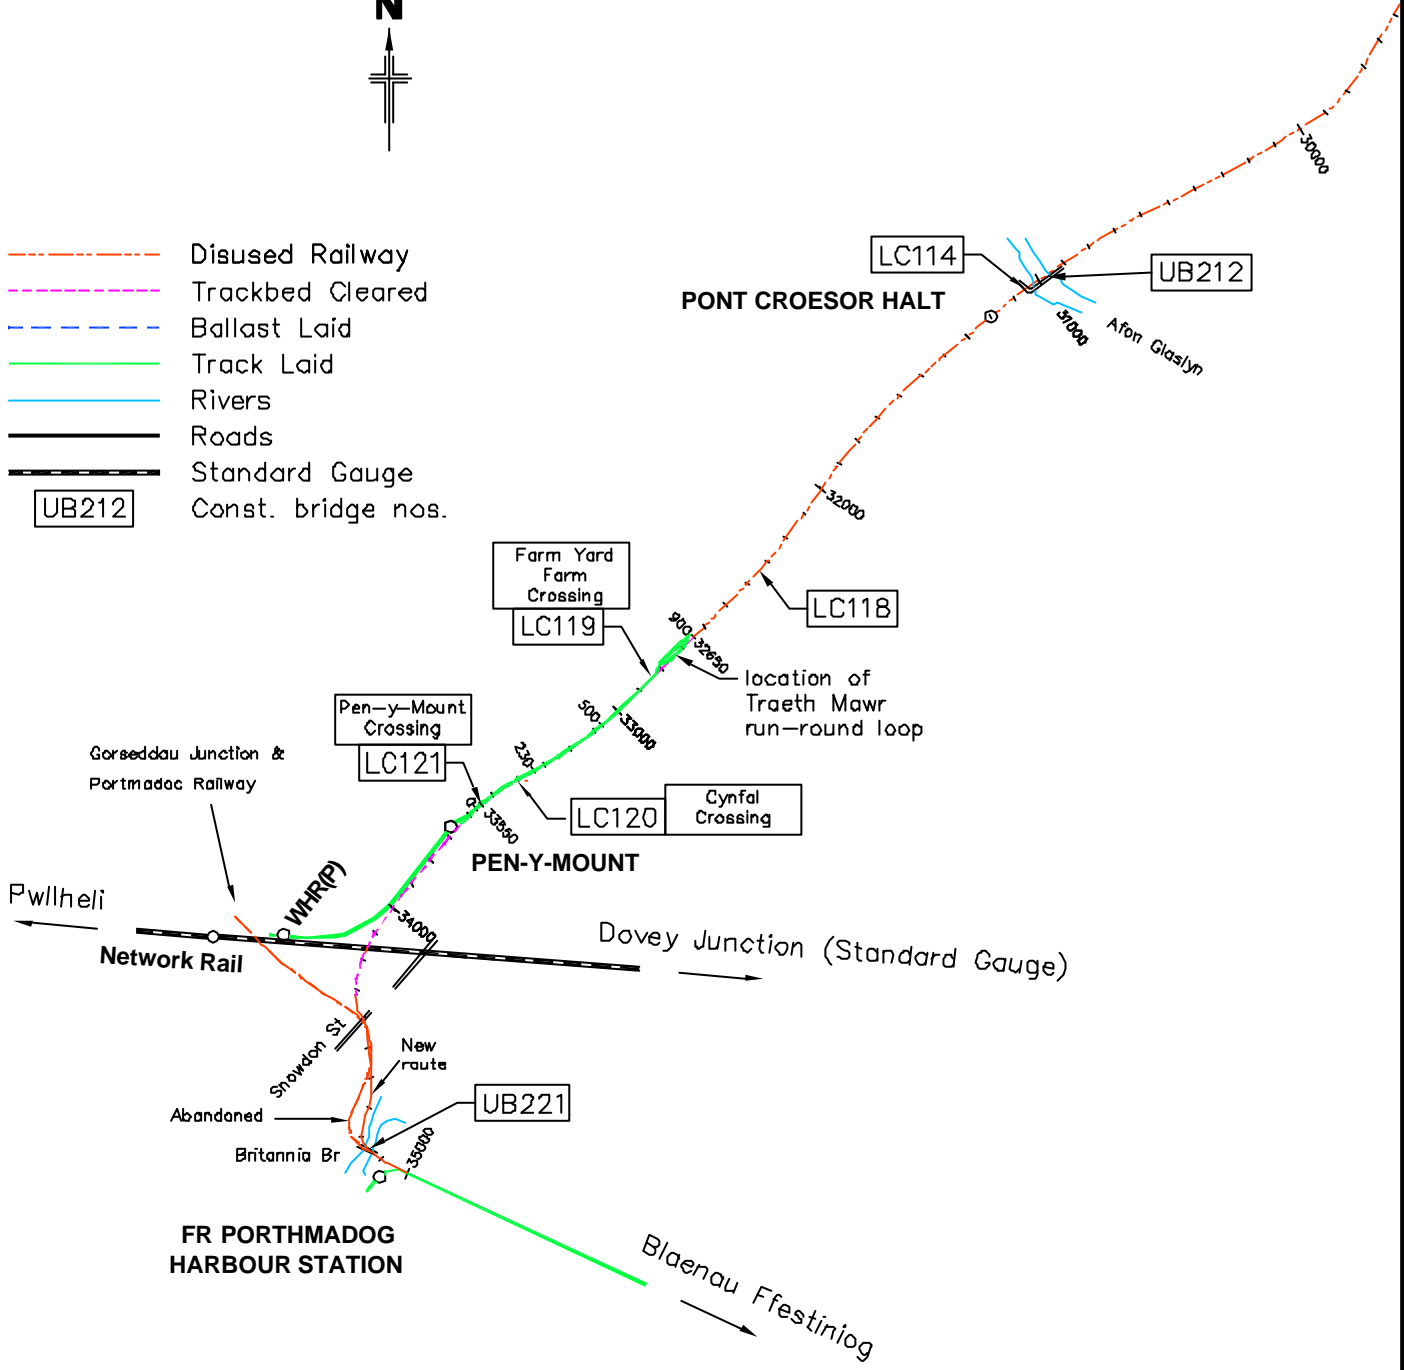 N
Disused Railway
Trackbed Cleared
Ballast Laid
Track Laid
Rivers
Roads
Standard Gauge
UB212
Const. bridge nos.
30000
LC114
UB212
PONT CROESOR HALT
31000
Afon Glaslyn
32000
LC118
Farm Yard
Farm
Crossing
LC119
900
32650
location of
Traeth Mawr
run-round loop
500
33000
Pen-y-Mount
Crossing
LC121
230
LC120
Cynfal
Crossing
0
33550
PEN-Y-MOUNT
Gorseddau Junction &
Portmadoc Railway
WHR(P)
34000
Pwllheli
Network Rail
Dovey Junction (Standard Gauge)
Snowdon St
New
route
Abandoned
UB221
Britannia Br
35000
FR PORTHMADOG
HARBOUR STATION
Blaenau Ffestiniog